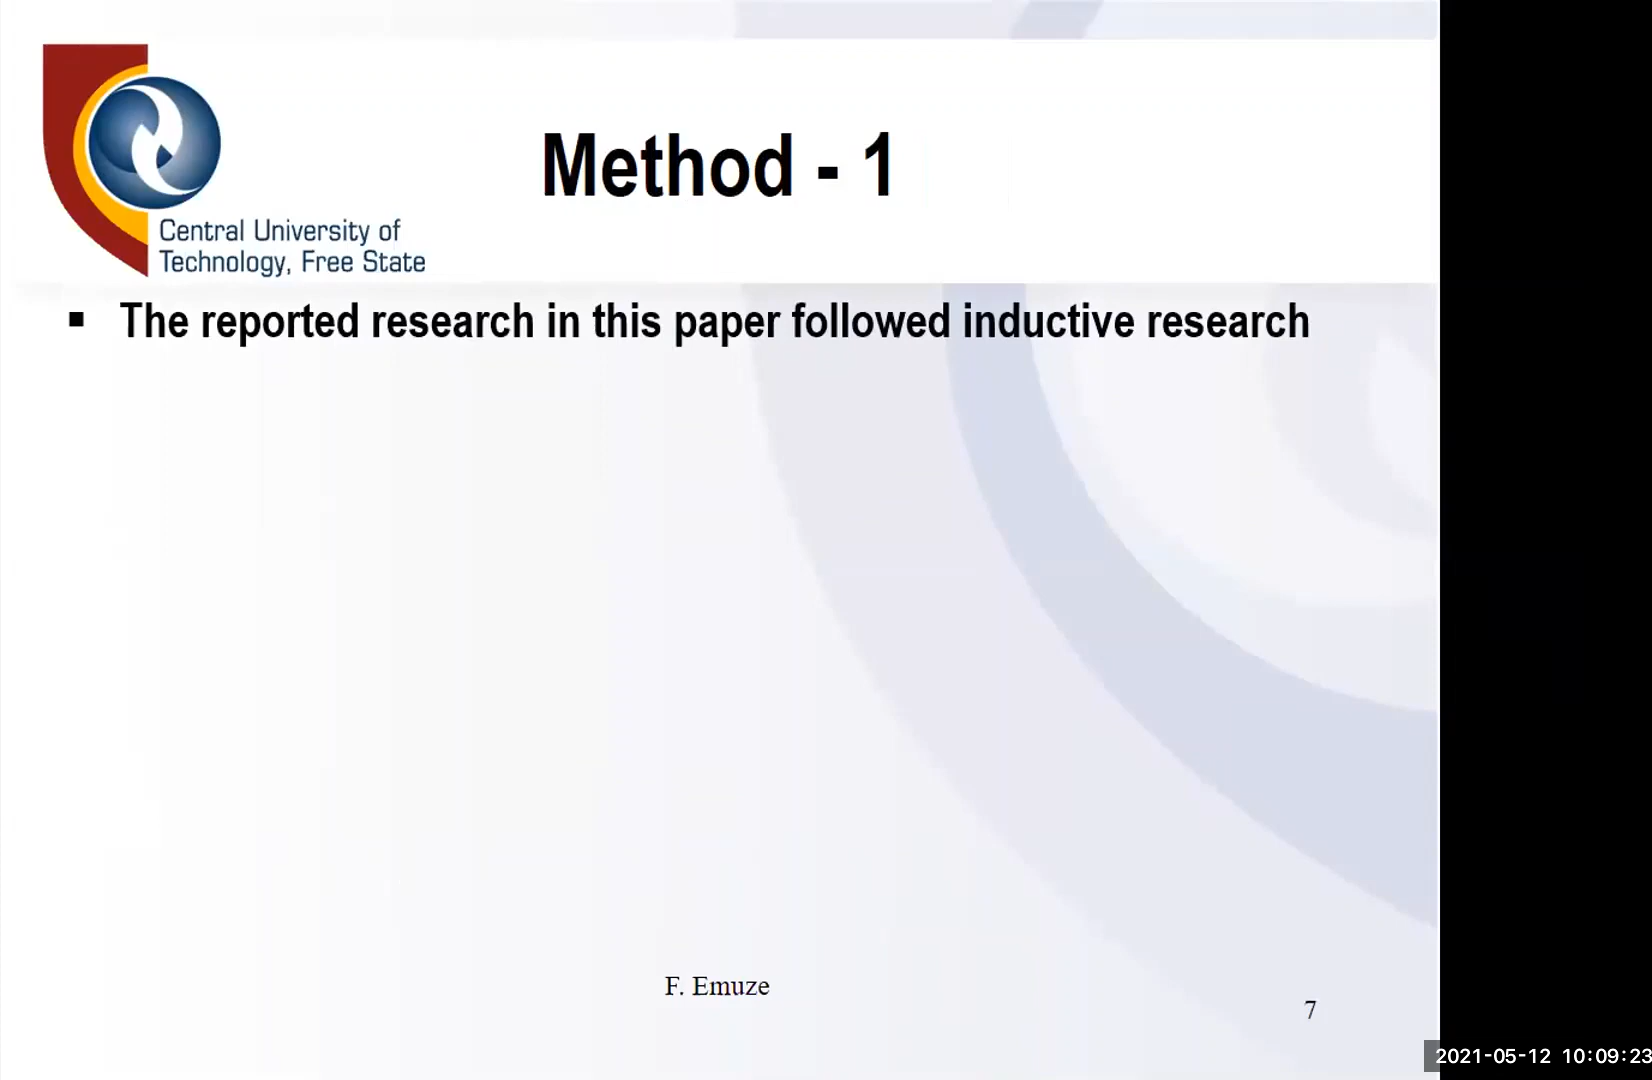 Method - 1
Central University of
Technology, Free State
▪ The reported research in this paper followed inductive research
F. Emuze
7
2021-05-12 10:09:23